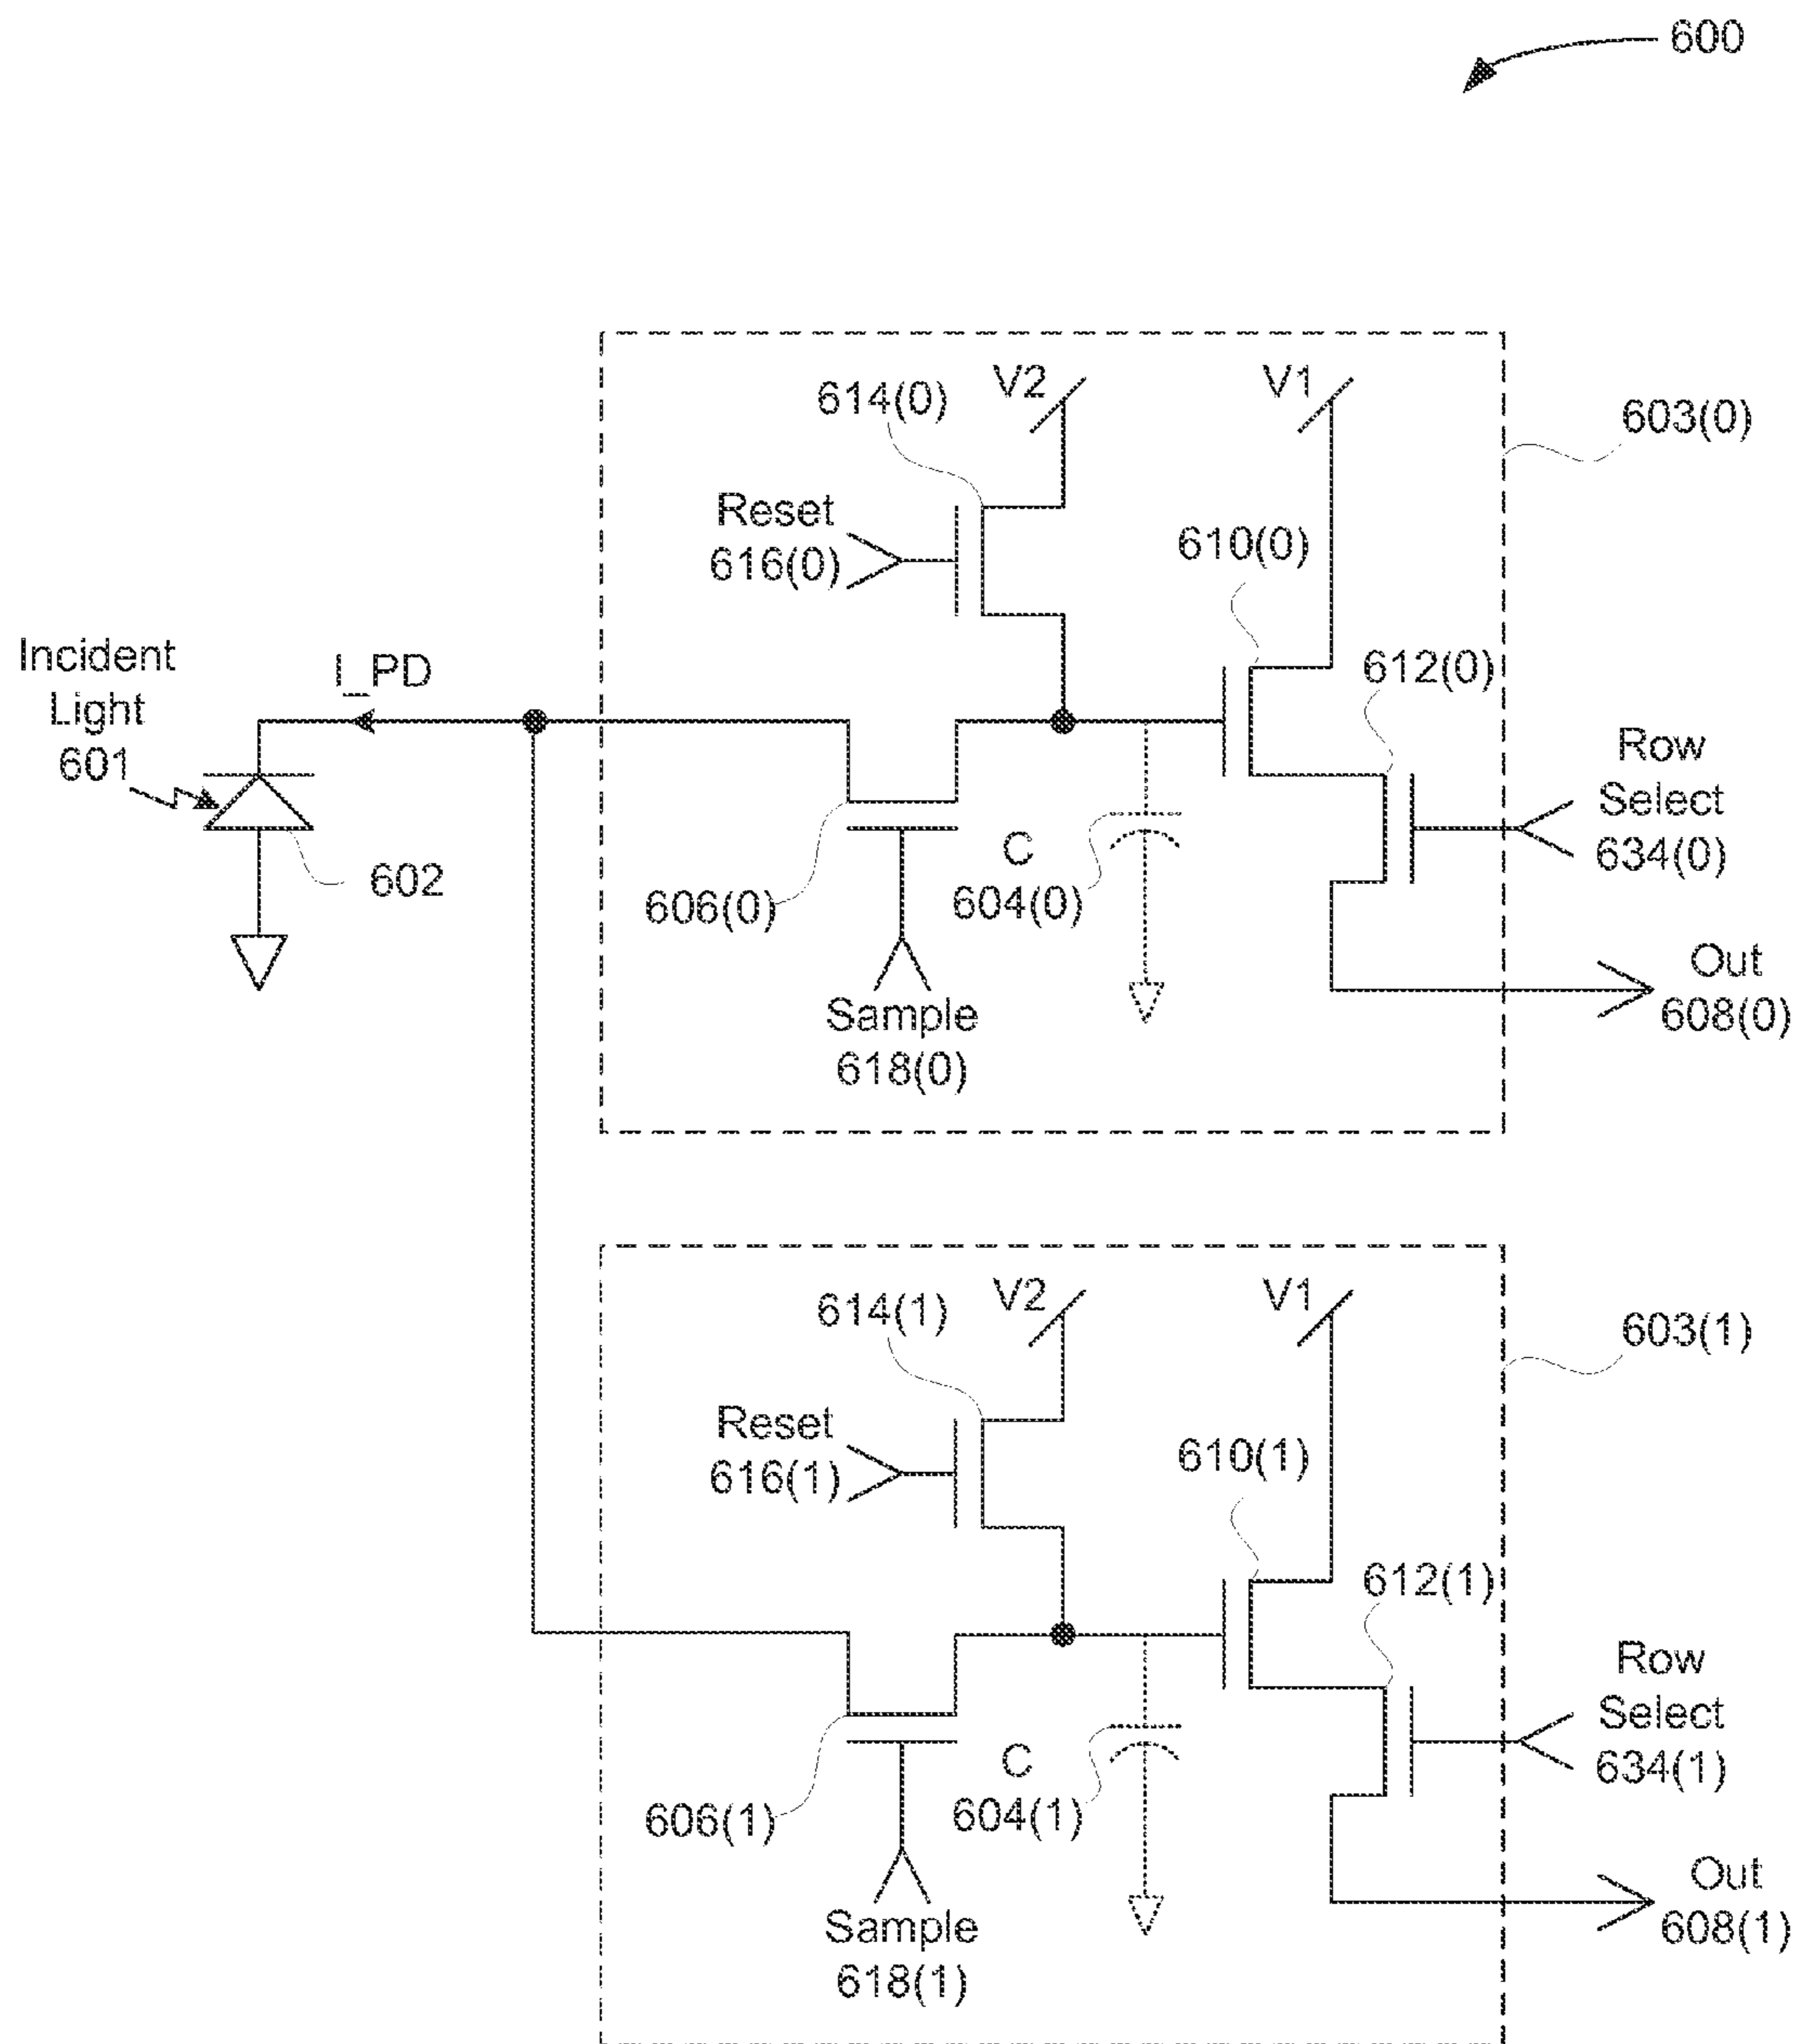 600
V2
V1
614(0)
603(0)
Reset
616(0)
610(0)
Incident
Light
601
I_PD
612(0)
Row
Select
634(0)
602
606(0)
C
604(0)
Out
608(0)
Sample
618(0)
V2
V1
614(1)
603(1)
Reset
616(1)
610(1)
612(1)
Row
Select
634(1)
606(1)
C
604(1)
Out
608(1)
Sample
618(1)